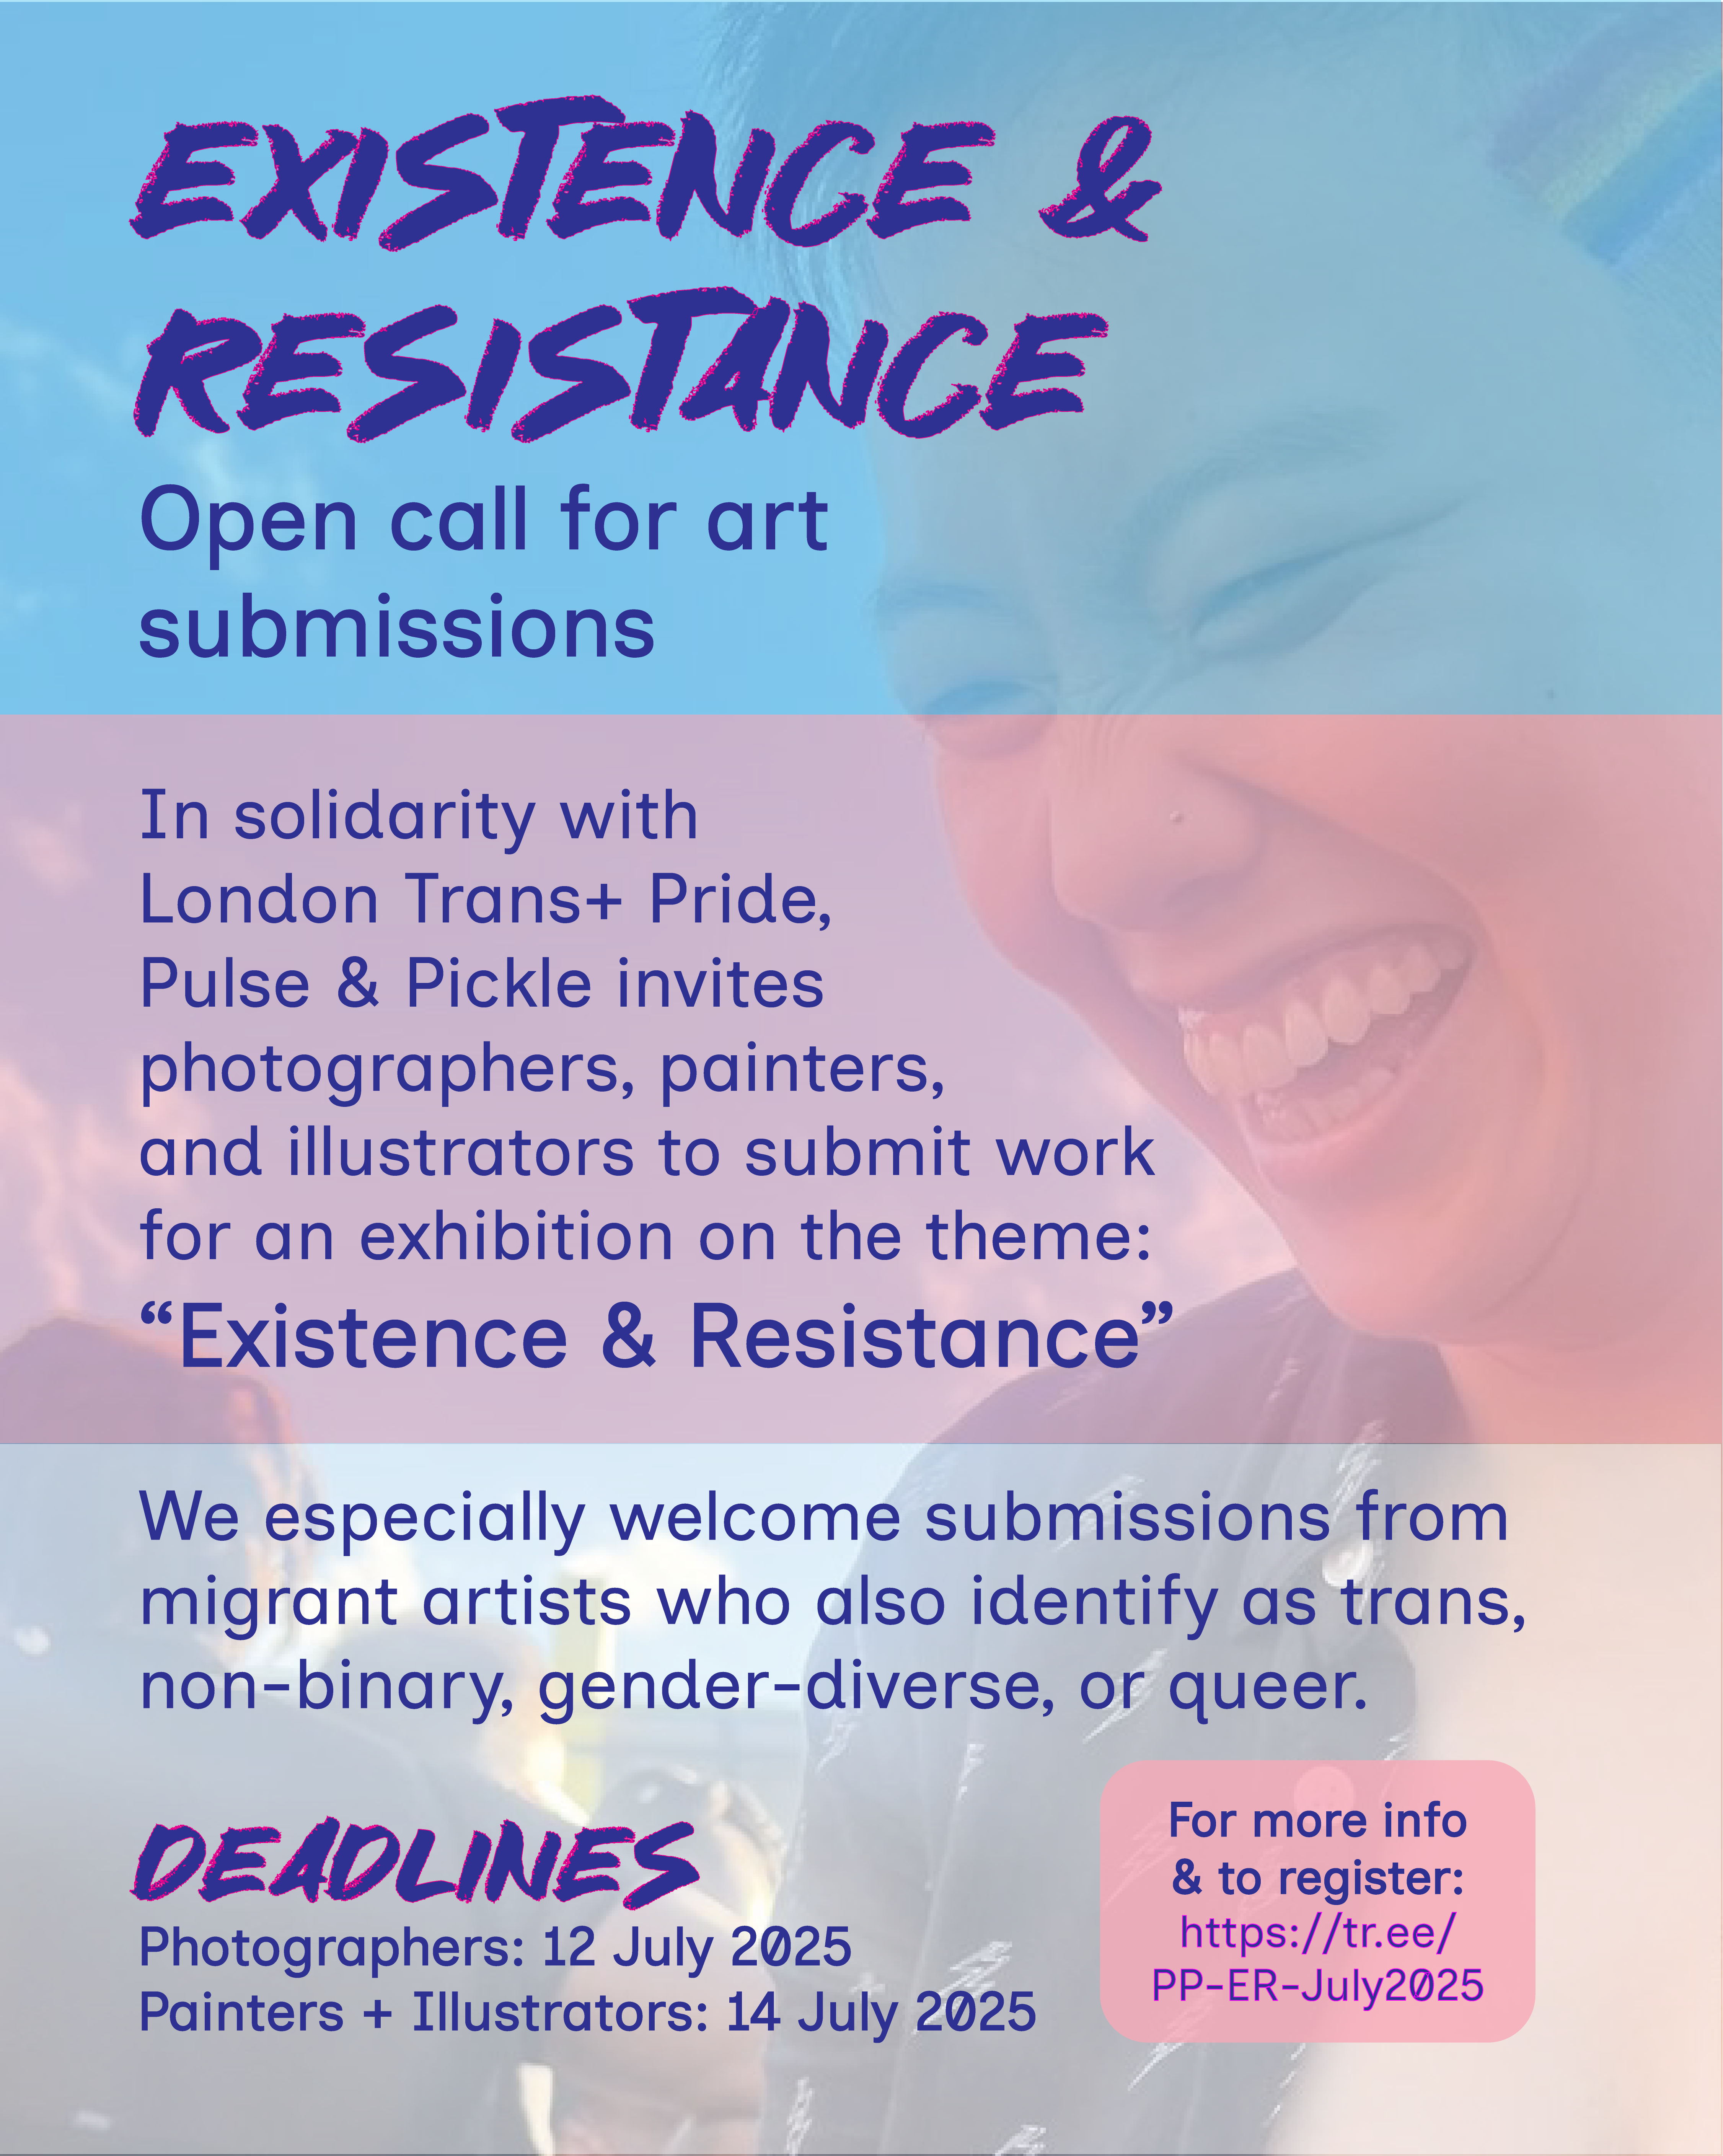 EXISTENCE &
RESISTANCE
Open call for art
submissions
In solidarity with
London Trans+ Pride,
Pulse & Pickle invites
photographers, painters,
and illustrators to submit work
for an exhibition on the theme:
“Existence & Resistance”
We especially welcome submissions from
migrant artists who also identify as trans,
non-binary, gender-diverse, or queer.
DEADLINES
Photographers: 12 July 2025
Painters + Illustrators: 14 July 2025
For more info
& to register:
https://tr.ee/
PP-ER-July2025